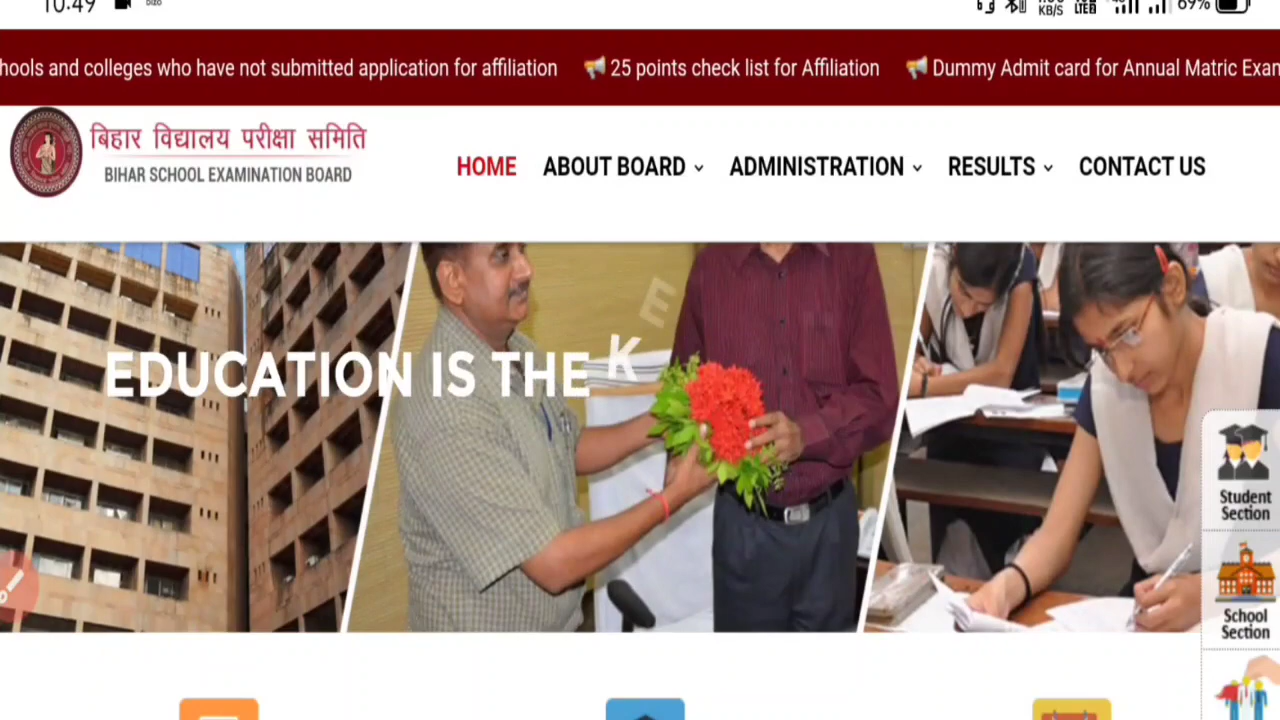 10:49
69%
hools and colleges who have not submitted application for affiliation 25 points check list for Affiliation Dummy Admit card for Annual Matric Exan
बिहार विद्यालय परीक्षा समिति
BIHAR SCHOOL EXAMINATION BOARD
HOME ABOUT BOARD ADMINISTRATION RESULTS CONTACT US
EDUCATION IS THE K E
Student
Section
School
Section